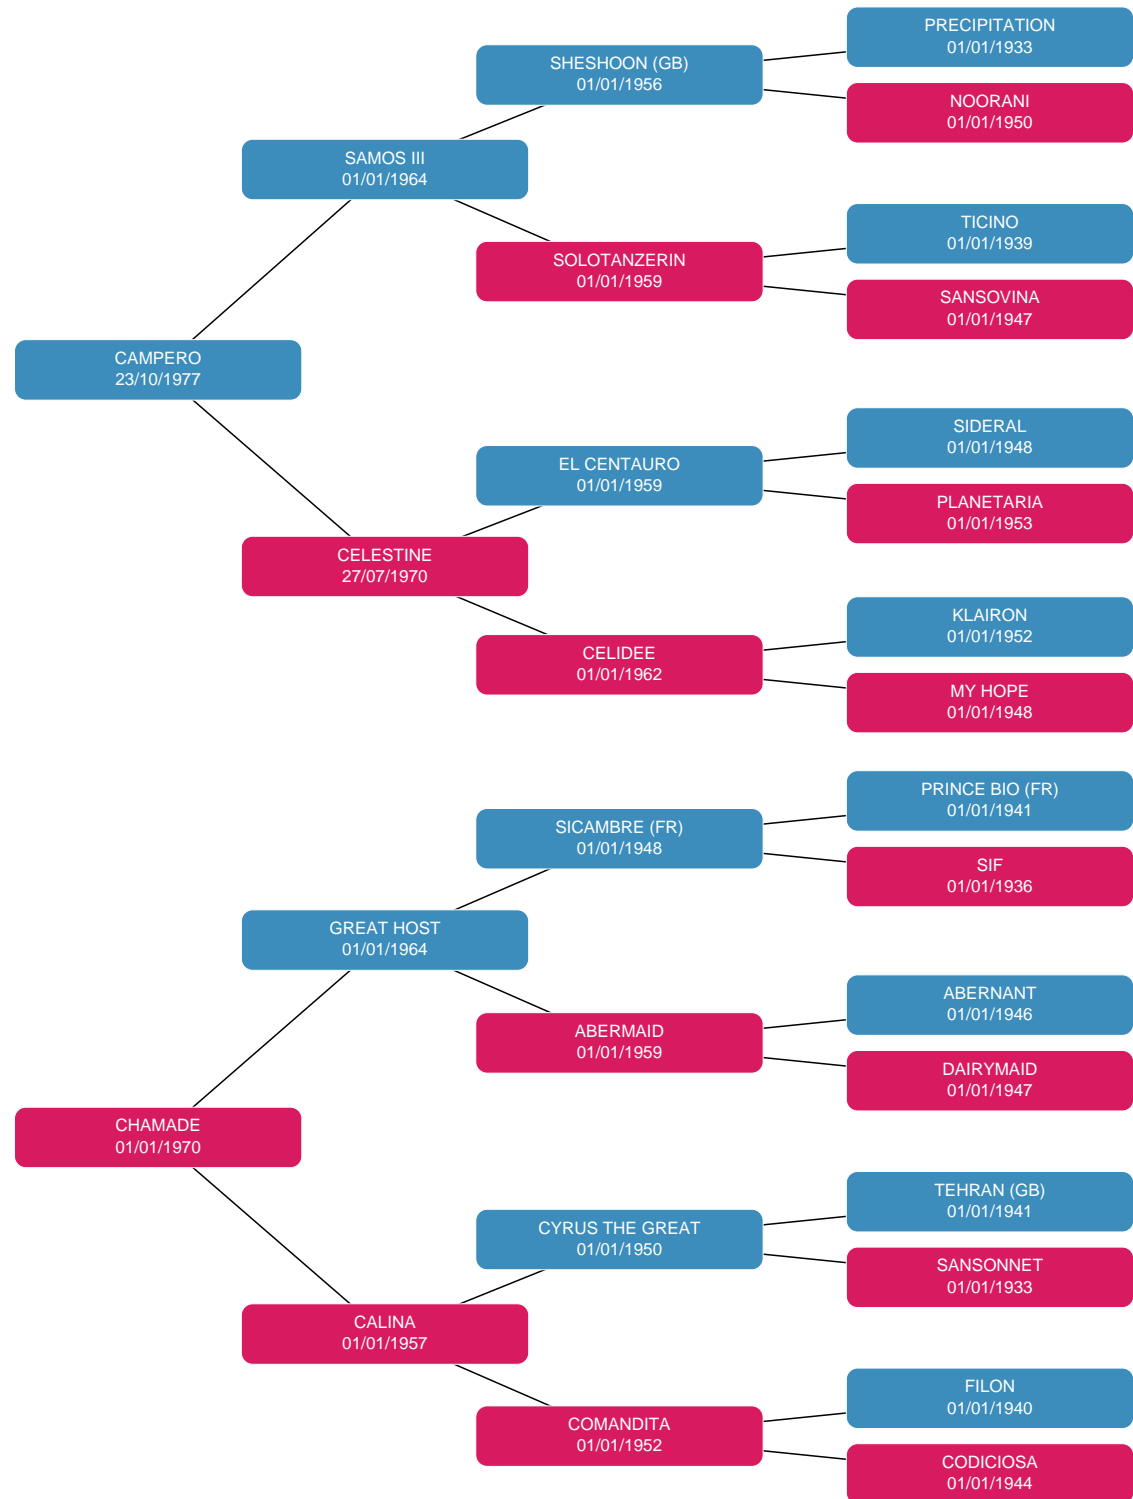 PRECIPITATION
01/01/1933
SHESHOON (GB)
01/01/1956
NOORANI
01/01/1950
SAMOS III
01/01/1964
TICINO
01/01/1939
SOLOTANZERIN
01/01/1959
SANSOVINA
01/01/1947
CAMPERO
23/10/1977
SIDERAL
01/01/1948
EL CENTAURO
01/01/1959
PLANETARIA
01/01/1953
CELESTINE
27/07/1970
KLAIRON
01/01/1952
CELIDEE
01/01/1962
MY HOPE
01/01/1948
PRINCE BIO (FR)
01/01/1941
SICAMBRE (FR)
01/01/1948
SIF
01/01/1936
GREAT HOST
01/01/1964
ABERNANT
01/01/1946
ABERMAID
01/01/1959
DAIRYMAID
01/01/1947
CHAMADE
01/01/1970
TEHRAN (GB)
01/01/1941
CYRUS THE GREAT
01/01/1950
SANSONNET
01/01/1933
CALINA
01/01/1957
FILON
01/01/1940
COMANDITA
01/01/1952
CODICIOSA
01/01/1944